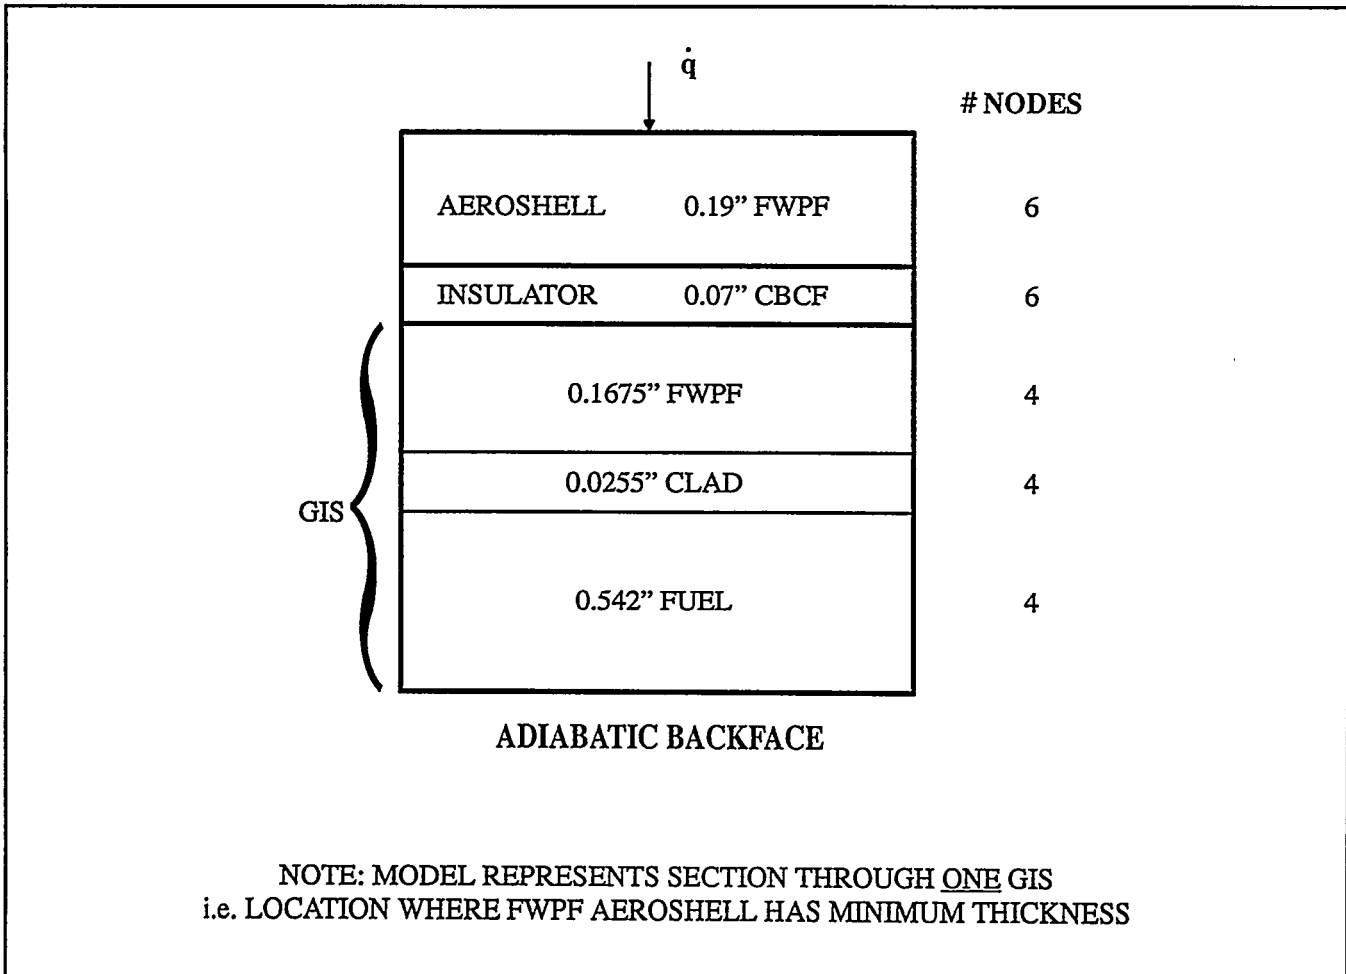 q̇
# NODES
AEROSHELL 0.19” FWPF 6
INSULATOR 0.07” CBCF 6
0.1675” FWPF 4
0.0255” CLAD 4
GIS
0.542” FUEL 4
ADIABATIC BACKFACE
NOTE: MODEL REPRESENTS SECTION THROUGH ONE GIS
i.e. LOCATION WHERE FWPF AEROSHELL HAS MINIMUM THICKNESS